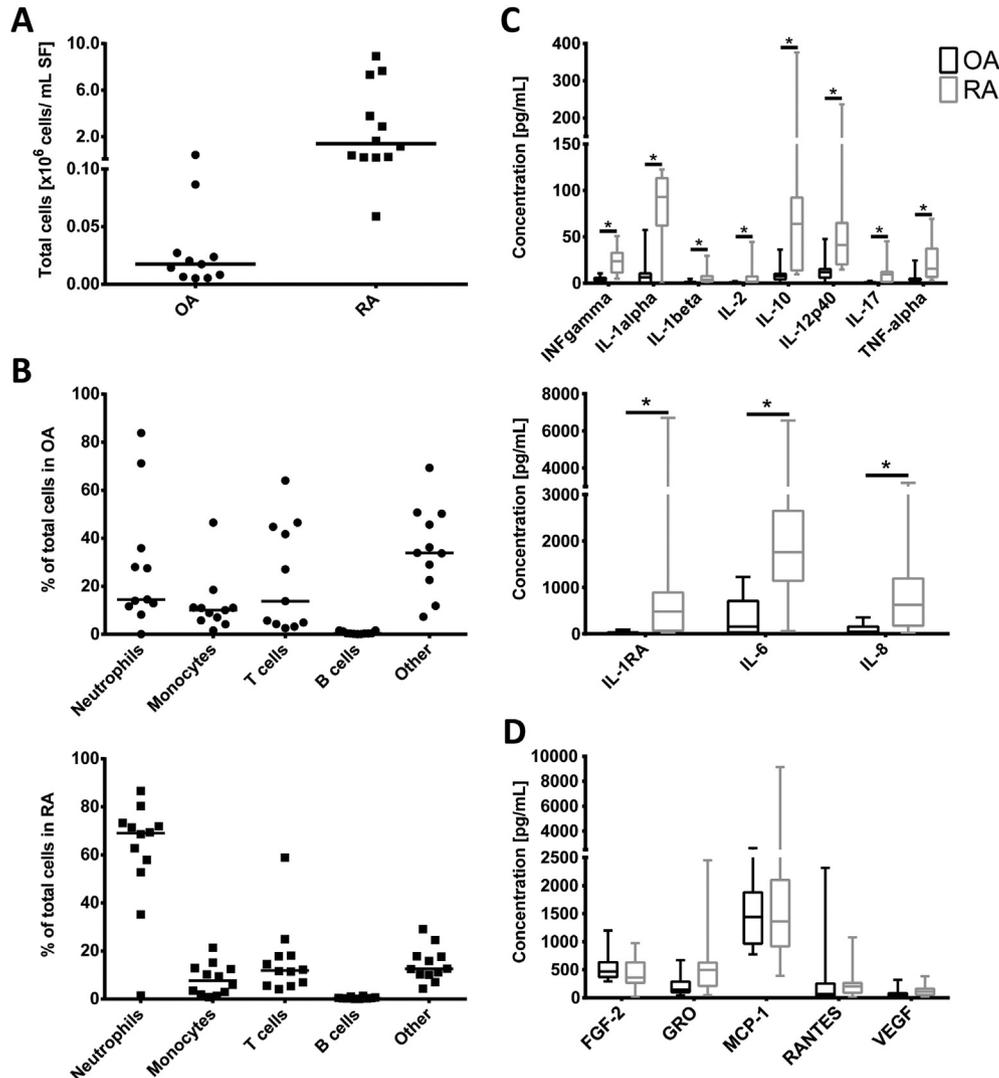 A
Total cells [x10⁶ cells/ mL SF]
10.0
6.0
2.0
0.10
0.05
0.00
OA
RA
B
% of total cells in OA
100
80
60
40
20
0
Neutrophils
Monocytes
T cells
B cells
Other
% of total cells in RA
100
80
60
40
20
0
Neutrophils
Monocytes
T cells
B cells
Other
C
Concentration [pg/mL]
400
300
200
150
100
50
0
* * * * * * * *
OA
RA
INFgamma
IL-1alpha
IL-1beta
IL-2
IL-10
IL-12p40
IL-17
TNF-alpha
Concentration [pg/mL]
8000
6000
4000
3000
2000
1000
0
* * *
IL-1RA
IL-6
IL-8
D
Concentration [pg/mL]
10000
8000
6000
4000
2500
2000
1500
1000
500
0
FGF-2
GRO
MCP-1
RANTES
VEGF